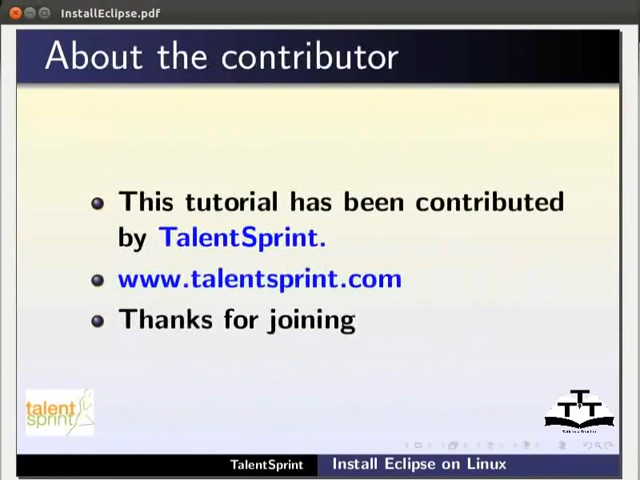 InstallEclipse.pdf
About the contributor
This tutorial has been contributed
by TalentSprint.
www.talentsprint.com
Thanks for joining
talent
sprint
TTT
TalentSprint
Install Eclipse on Linux